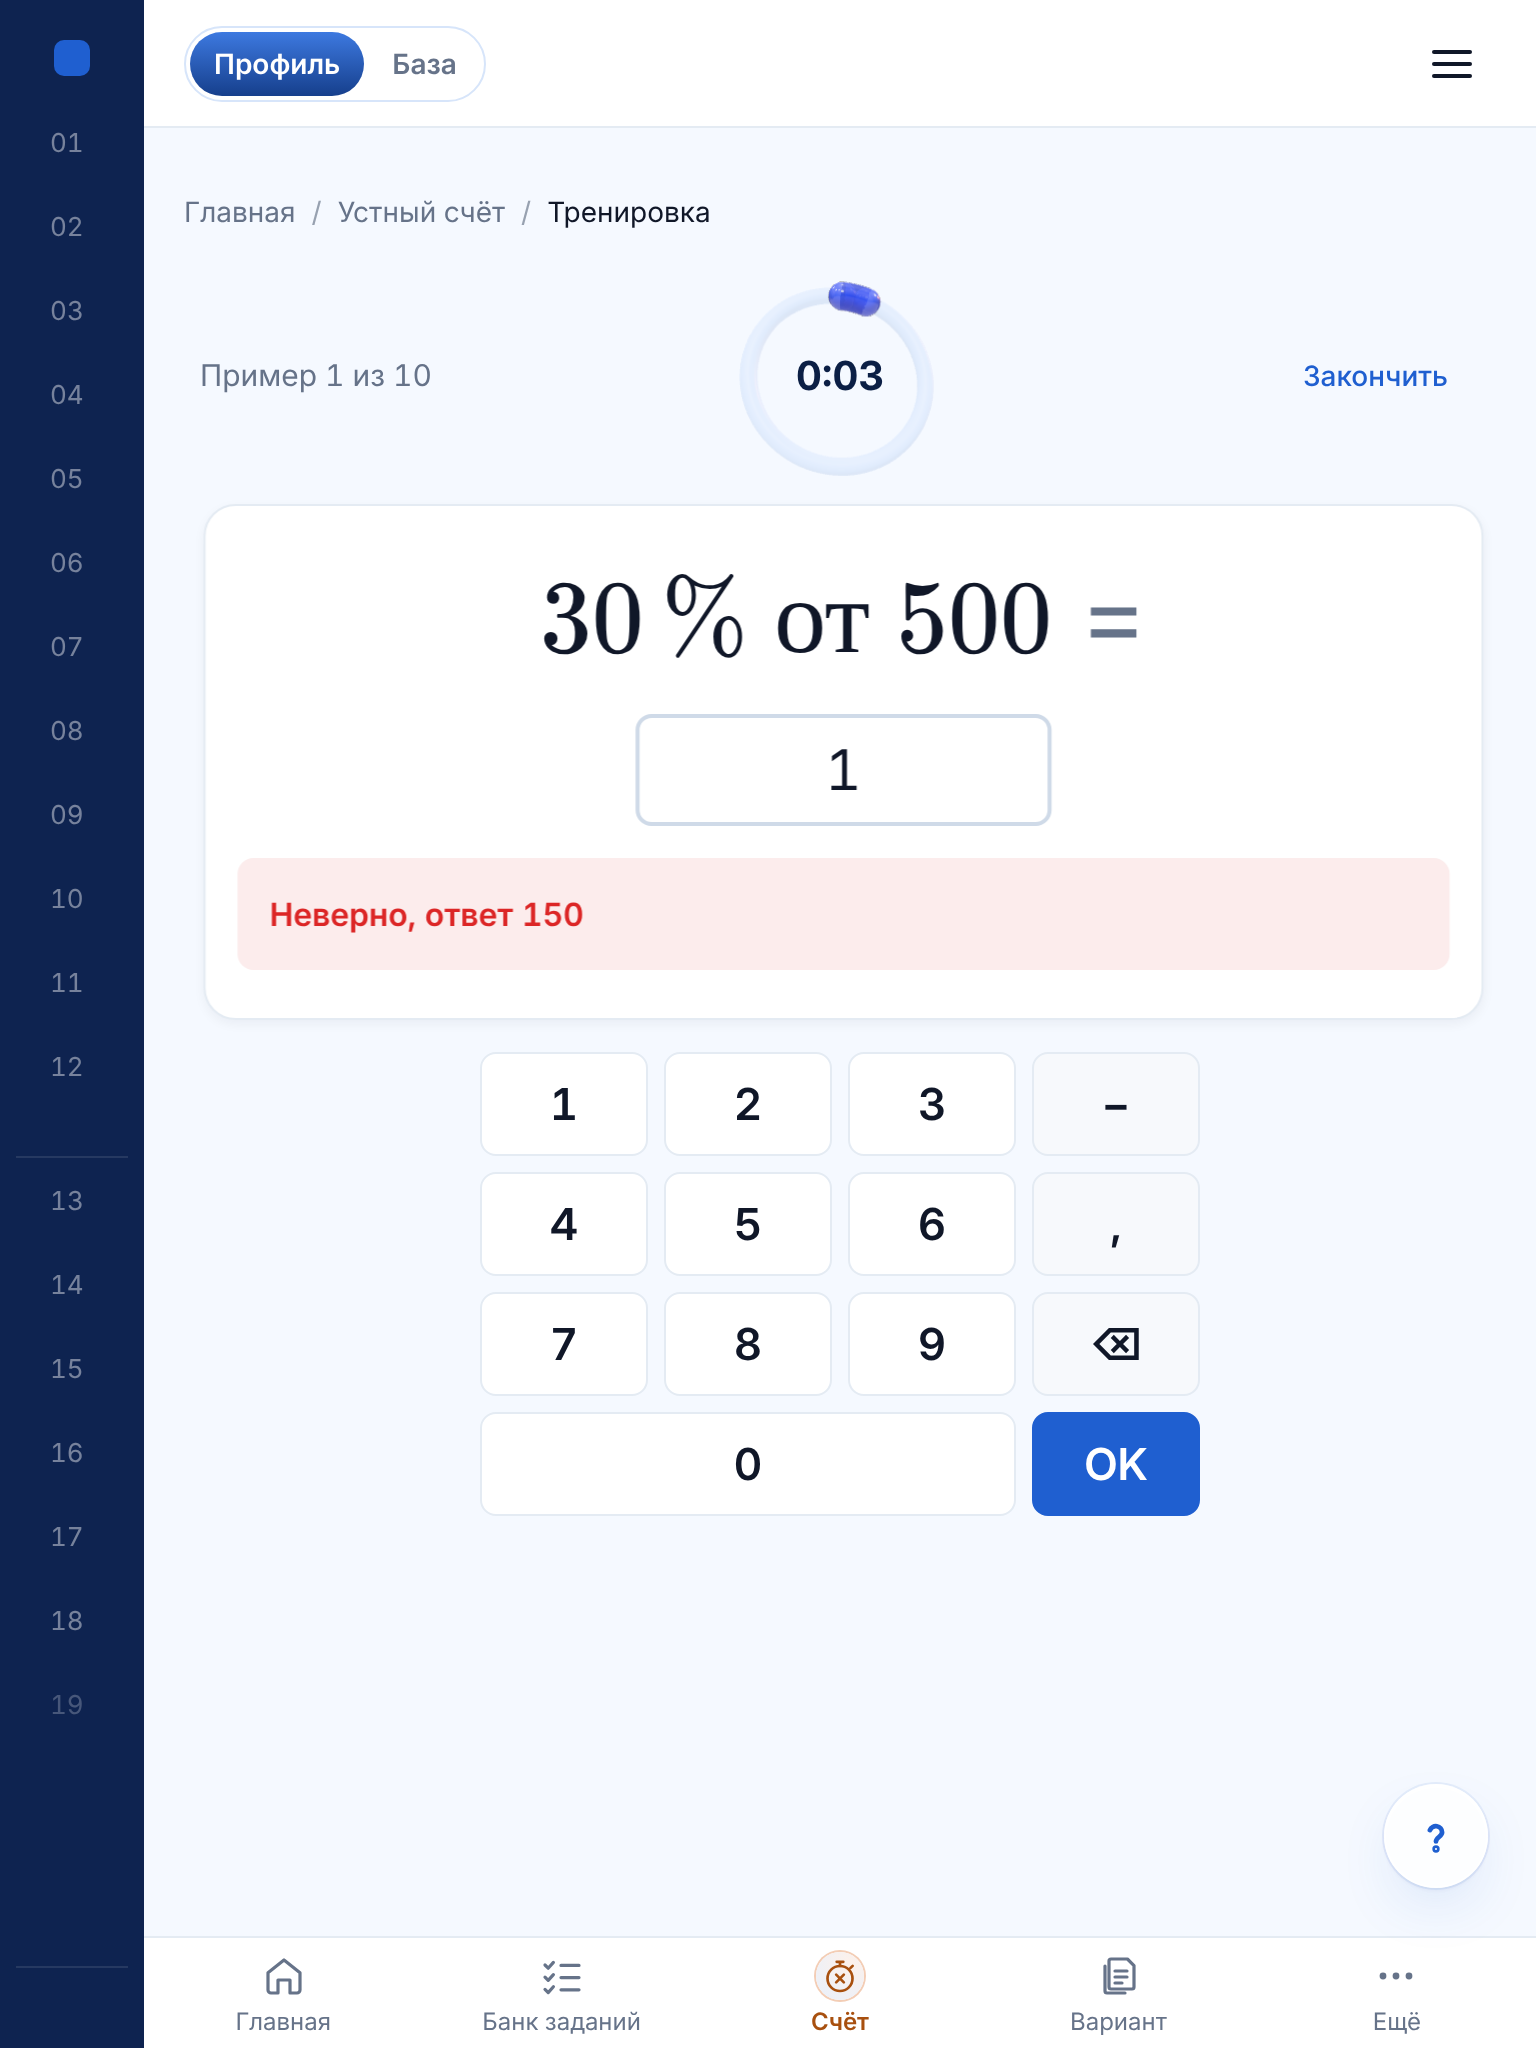 Профиль База
01
02
03
04
05
06
07
08
09
10
11
12
13
14
15
16
17
18
19
Главная / Устный счёт / Тренировка
Пример 1 из 10
0:03
Закончить
30 % от 500 =
1
Неверно, ответ 150
1 2 3 −
4 5 6 ,
7 8 9
0 OK
?
Главная
Банк заданий
Счёт
Вариант
Ещё